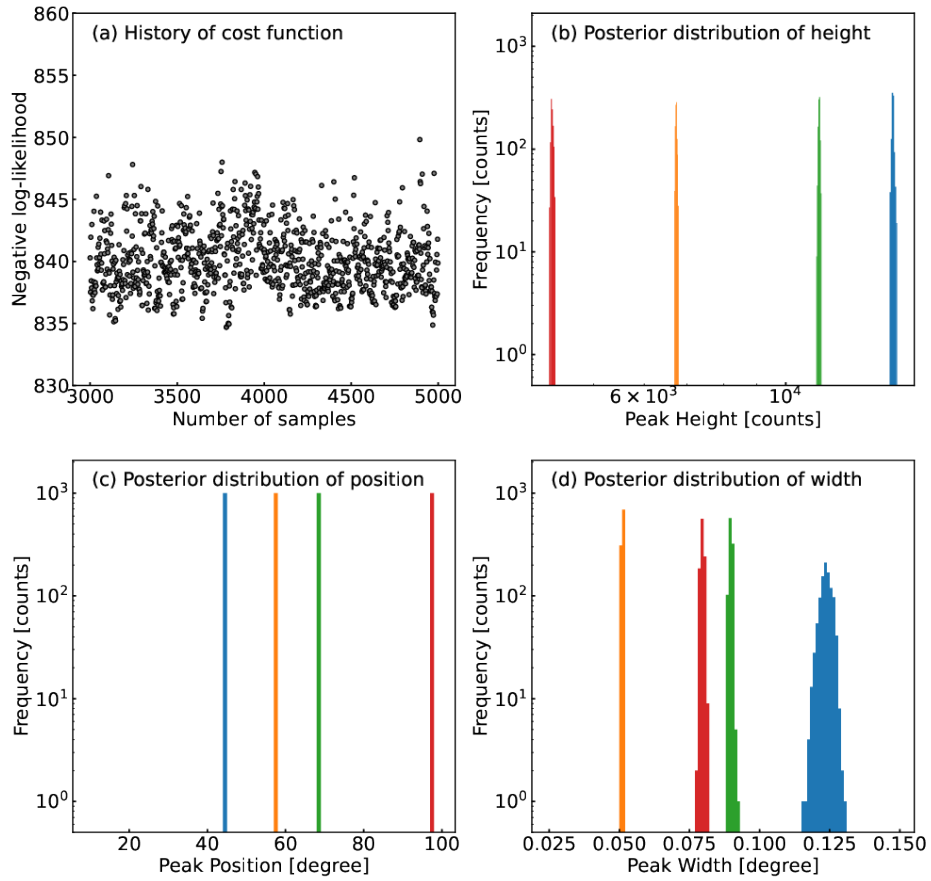 (a) History of cost function
Negative log-likelihood
860
855
850
845
840
835
830
3000 3500 4000 4500 5000
Number of samples
(b) Posterior distribution of height
Frequency [counts]
10³
10²
10¹
10⁰
6 × 10³ 10⁴
Peak Height [counts]
(c) Posterior distribution of position
Frequency [counts]
10³
10²
10¹
10⁰
20 40 60 80 100
Peak Position [degree]
(d) Posterior distribution of width
Frequency [counts]
10³
10²
10¹
10⁰
0.025 0.050 0.075 0.100 0.125 0.150
Peak Width [degree]